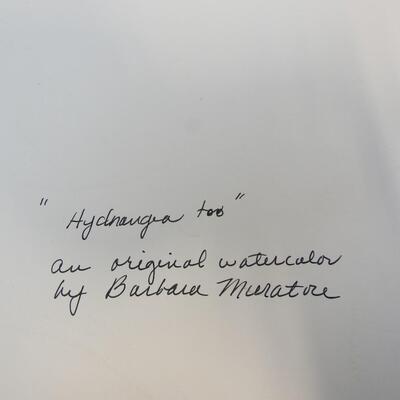 "Hydrangea too"
an original watercolor
by Barbara Muratore